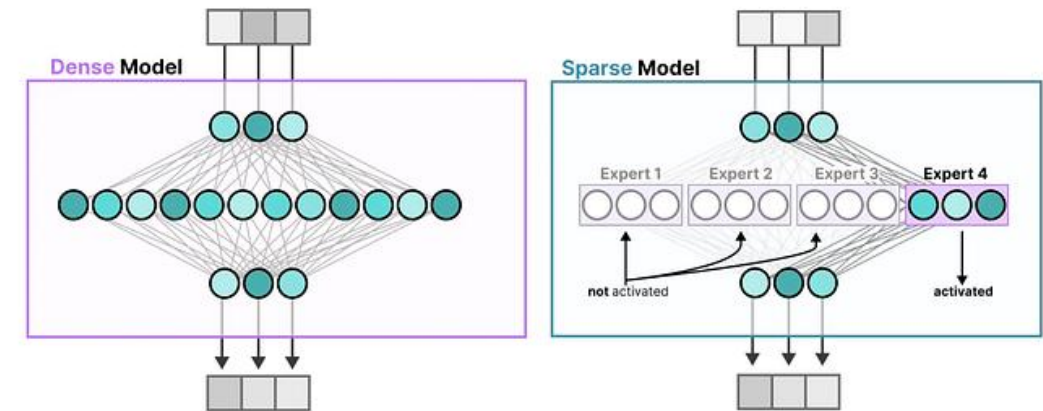 Dense Model
Sparse Model
Expert 1
Expert 2
Expert 3
Expert 4
not activated
activated